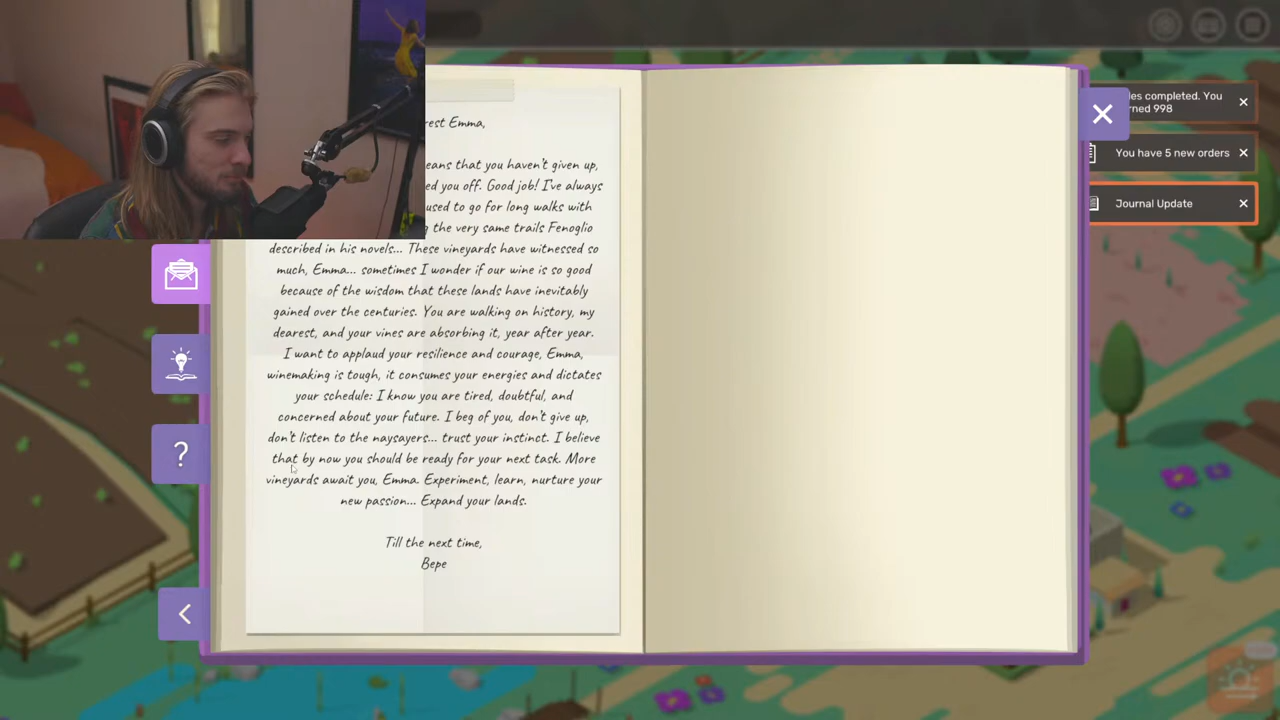 Emma,
that you haven't given up,
you off. Good job! I've always
used to go for long walks with
the very same trails Fenoglio
described in his novels... These vineyards have witnessed so
much, Emma... sometimes I wonder if our wine is so good
because of the wisdom that these lands have inevitably
gained over the centuries. You are walking on history, my
dearest, and your vines are absorbing it, year after year.
I want to applaud your resilience and courage, Emma,
winemaking is tough, it consumes your energies and dictates
your schedule: I know you are tired, doubtful, and
concerned about your future. I beg of you, don't give up,
don't listen to the naysayers... trust your instinct. I believe
that by now you should be ready for your next task. More
vineyards await you, Emma. Experiment, learn, nurture your
new passion... Expand your lands.
Till the next time,
Bepe
completed. You
998
You have 5 new orders
Journal Update
?